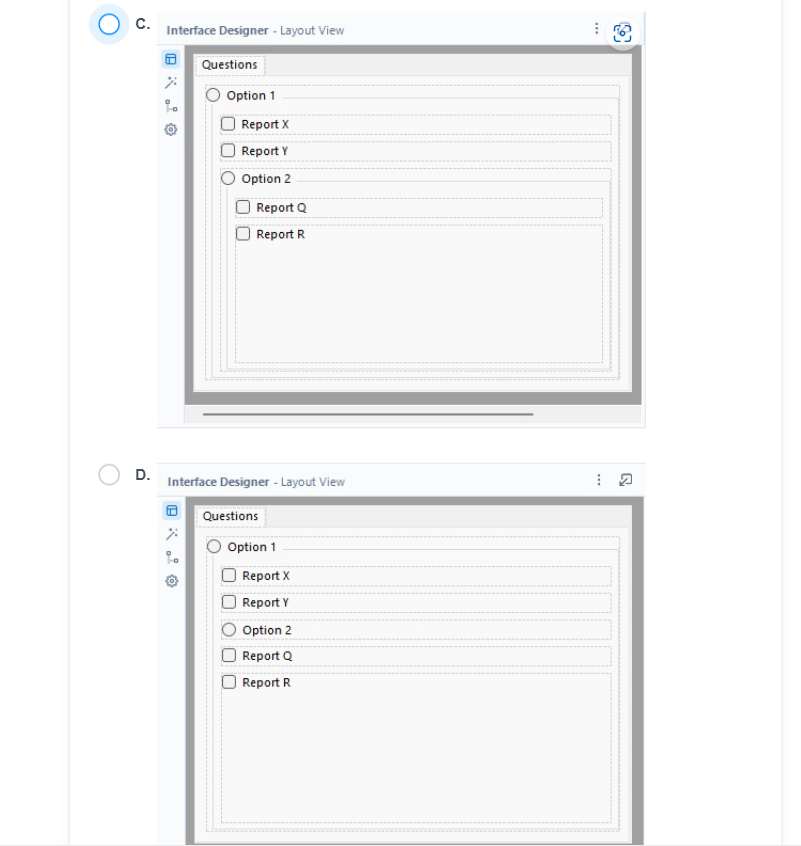 C.
Interface Designer - Layout View
Questions
Option 1
Report X
Report Y
Option 2
Report Q
Report R
D.
Interface Designer - Layout View
Questions
Option 1
Report X
Report Y
Option 2
Report Q
Report R